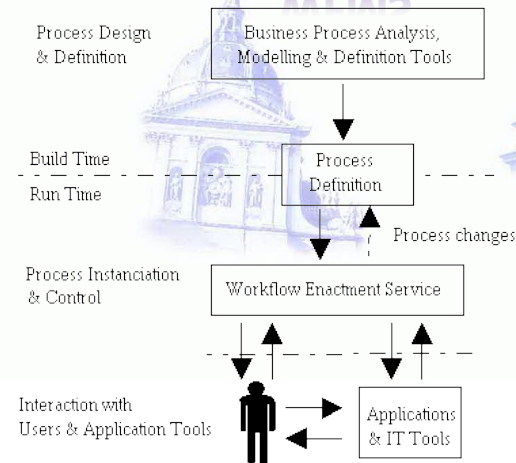 Process Design
& Definition
Business Process Analysis,
Modelling & Definition Tools
Build Time
Run Time
Process
Definition
Process changes
Process Instanciation
& Control
Workflow Enactment Service
Interaction with
Users & Application Tools
Applications
& IT Tools